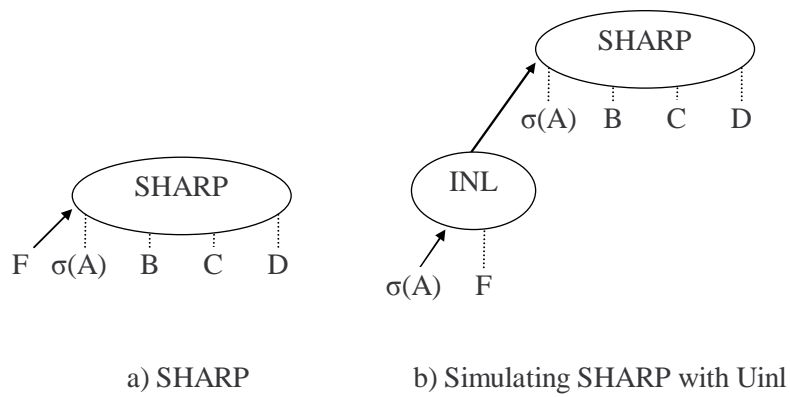 SHARP
σ(A) B C D
INL
SHARP
σ(A) F
F σ(A) B C D
a) SHARP
b) Simulating SHARP with Uinl